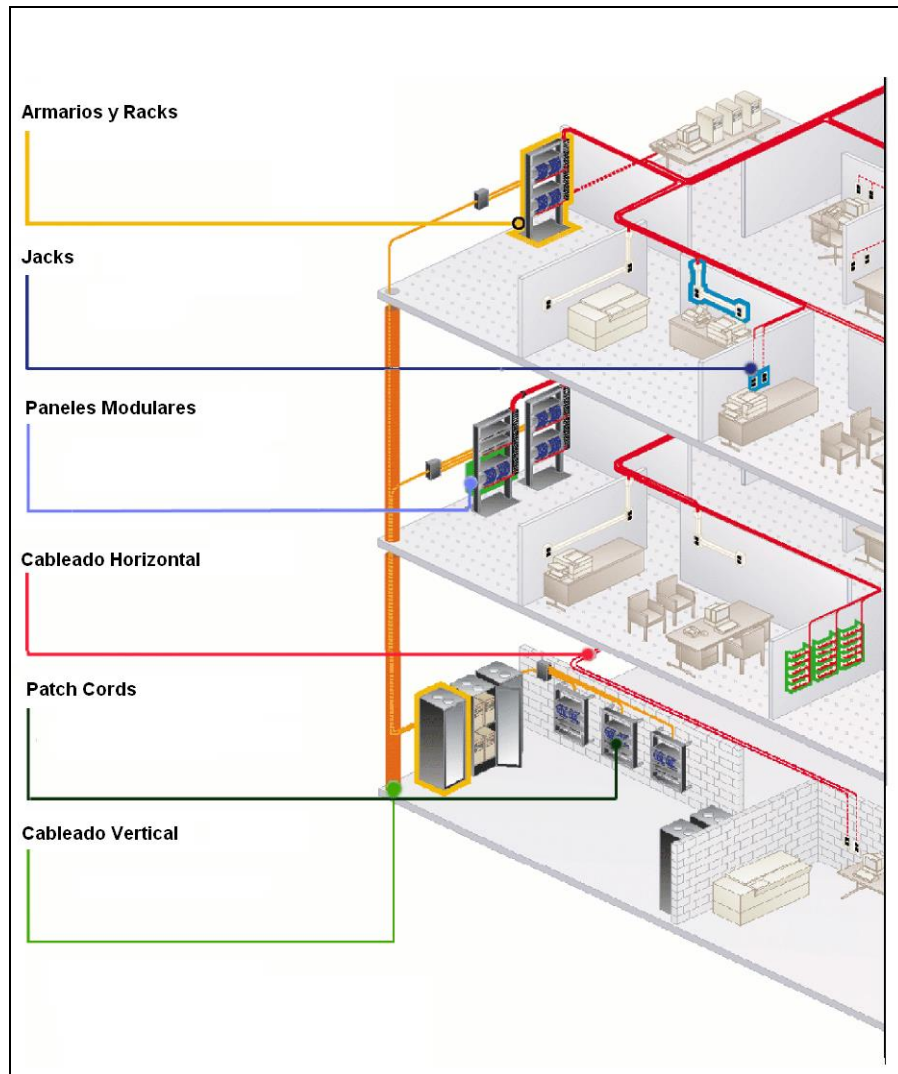 Armarios y Racks
Jacks
Paneles Modulares
Cableado Horizontal
Patch Cords
Cableado Vertical